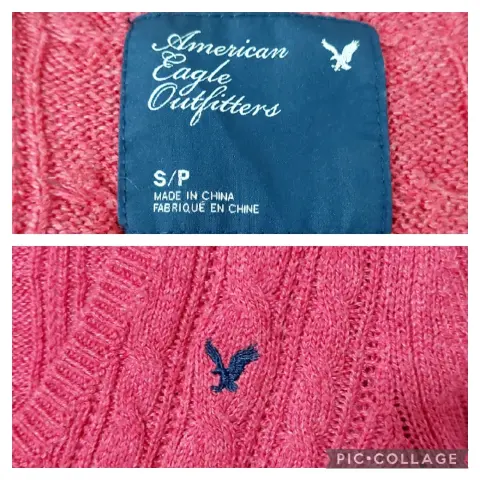 American
Eagle
Outfitters
S/P
MADE IN CHINA
FABRIQUÉ EN CHINE
PIC•COLLAGE